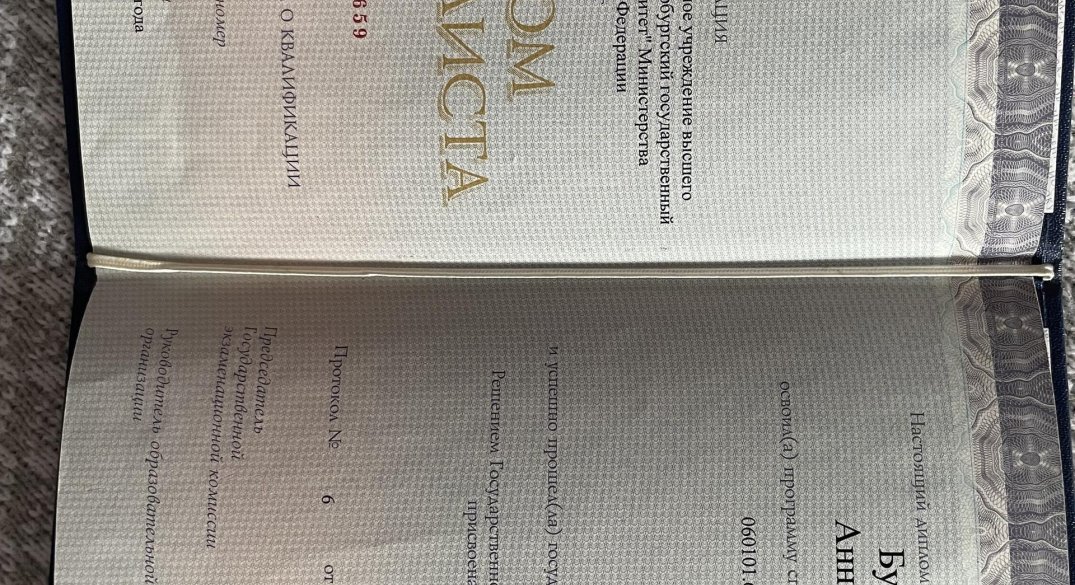 ое учреждение высшего
бургский государственный
итет" Министерства
Федерации
ОМ
ЛИСТА
659
О КВАЛИФИКАЦИИ
номер
года
Настоящий диплом
Бу
Анн
освоил(а) программу сп
060101.
и успешно прошел(ла) госуд
Решением Государственно
присвоена
Протокол № 6 от
Председатель
Государственной
экзаменационной комиссии
Руководитель образовательной
организации